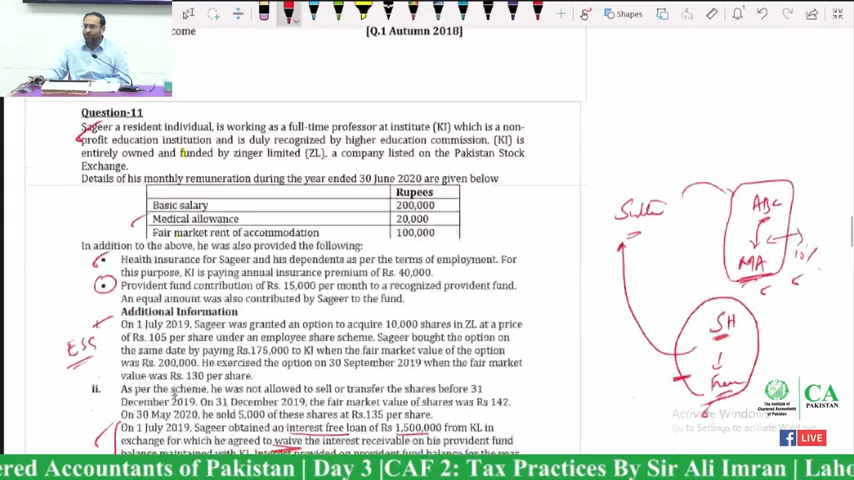 come
[Q.1 Autumn 2018]
Shapes
Question-11
Sageer a resident individual, is working as a full-time professor at institute (KI) which is a non-
profit education institution and is duly recognized by higher education commission. (KI) is
entirely owned and funded by zinger limited (ZL), a company listed on the Pakistan Stock
Exchange.
Details of his monthly remuneration during the year ended 30 June 2020 are given below
Rupees
Basic salary 200,000
Medical allowance 20,000
Fair market rent of accommodation 100,000
In addition to the above, he was also provided the following:
• Health insurance for Sageer and his dependents as per the terms of employment. For
this purpose, KI is paying annual insurance premium of Rs. 40,000.
• Provident fund contribution of Rs. 15,000 per month to a recognized provident fund.
An equal amount was also contributed by Sageer to the fund.
Additional Information
On 1 July 2019, Sageer was granted an option to acquire 10,000 shares in ZL at a price
of Rs. 105 per share under an employee share scheme. Sageer bought the option on
the same date by paying Rs.175,000 to KI when the fair market value of the option
was Rs. 200,000. He exercised the option on 30 September 2019 when the fair market
value was Rs. 130 per share.
ii. As per the scheme, he was not allowed to sell or transfer the shares before 31
December 2019. On 31 December 2019, the fair market value of shares was Rs 142.
On 30 May 2020, he sold 5,000 of these shares at Rs.135 per share.
On 1 July 2019, Sageer obtained an interest free loan of Rs 1,500,000 from KL in
exchange for which he agreed to waive the interest receivable on his provident fund
balance maintained with KI. Interest provided on provident fund balance for the year
ESS
ABC
MA
10%
SH
Activate Windows
Go to Settings to activate Windows
The Institute of
Chartered Accountants
of Pakistan
CA
PAKISTAN
LIVE
ered Accountants of Pakistan | Day 3 |CAF 2: Tax Practices By Sir Ali Imran | Laho